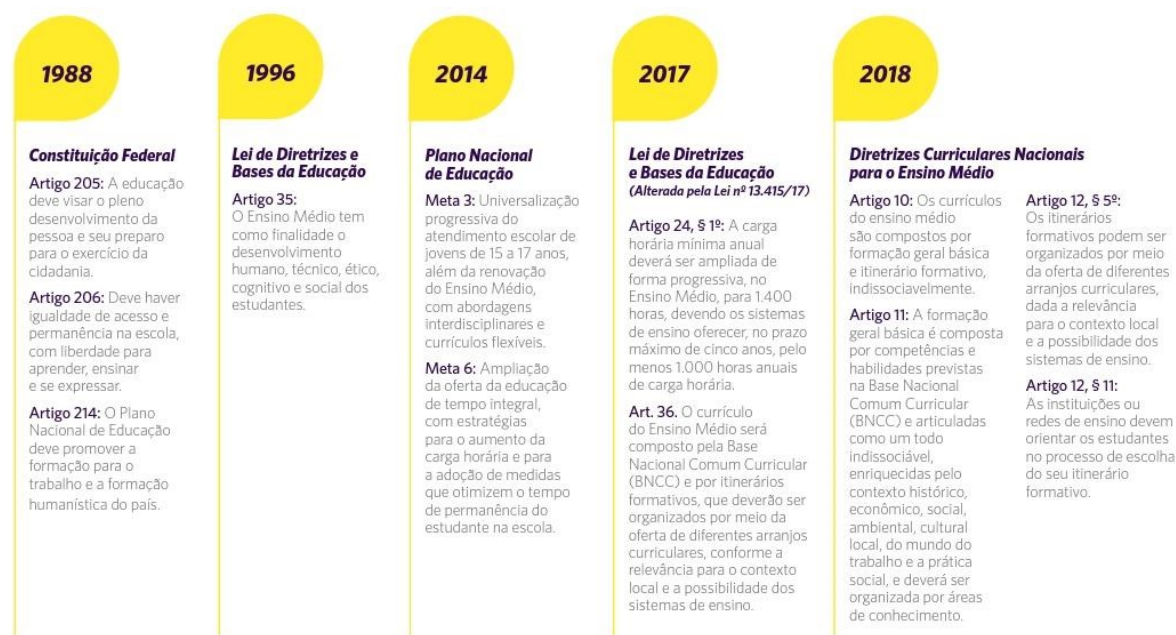 1988
Constituição Federal
Artigo 205: A educação
deve visar o pleno
desenvolvimento da
pessoa e seu preparo
para o exercício da
cidadania.
Artigo 206: Deve haver
igualdade de acesso e
permanência na escola,
com liberdade para
aprender, ensinar
e se expressar.
Artigo 214: O Plano
Nacional de Educação
deve promover a
formação para o
trabalho e a formação
humanística do país.
1996
Lei de Diretrizes e
Bases da Educação
Artigo 35:
O Ensino Médio tem
como finalidade o
desenvolvimento
humano, técnico, ético,
cognitivo e social dos
estudantes.
2014
Plano Nacional
de Educação
Meta 3: Universalização
progressiva do
atendimento escolar de
jovens de 15 a 17 anos,
além da renovação
do Ensino Médio,
com abordagens
interdisciplinares e
currículos flexíveis.
Meta 6: Ampliação
da oferta da educação
de tempo integral,
com estratégias
para o aumento da
carga horária e para
a adoção de medidas
que otimizem o tempo
de permanência do
estudante na escola.
2017
Lei de Diretrizes
e Bases da Educação
(Alterada pela Lei nº 13.415/17)
Artigo 24, § 1º: A carga
horária mínima anual
deverá ser ampliada de
forma progressiva, no
Ensino Médio, para 1.400
horas, devendo os sistemas
de ensino oferecer, no prazo
máximo de cinco anos, pelo
menos 1.000 horas anuais
de carga horária.
Art. 36. O currículo
do Ensino Médio será
composto pela Base
Nacional Comum Curricular
(BNCC) e por itinerários
formativos, que deverão ser
organizados por meio da
oferta de diferentes arranjos
curriculares, conforme a
relevância para o contexto
local e a possibilidade dos
sistemas de ensino.
2018
Diretrizes Curriculares Nacionais
para o Ensino Médio
Artigo 10: Os currículos
do ensino médio
são compostos por
formação geral básica
e itinerário formativo,
indissociavelmente.
Artigo 11: A formação
geral básica é composta
por competências e
habilidades previstas
na Base Nacional
Comum Curricular
(BNCC) e articuladas
como um todo
indissociável,
enriquecidas pelo
contexto histórico,
econômico, social,
ambiental, cultural
local, do mundo do
trabalho e a prática
social, e deverá ser
organizada por áreas
de conhecimento.
Artigo 12, § 5º:
Os itinerários
formativos podem ser
organizados por meio
da oferta de diferentes
arranjos curriculares,
dada a relevância
para o contexto local
e a possibilidade dos
sistemas de ensino.
Artigo 12, § 11:
As instituições ou
redes de ensino devem
orientar os estudantes
no processo de escolha
do seu itinerário
formativo.